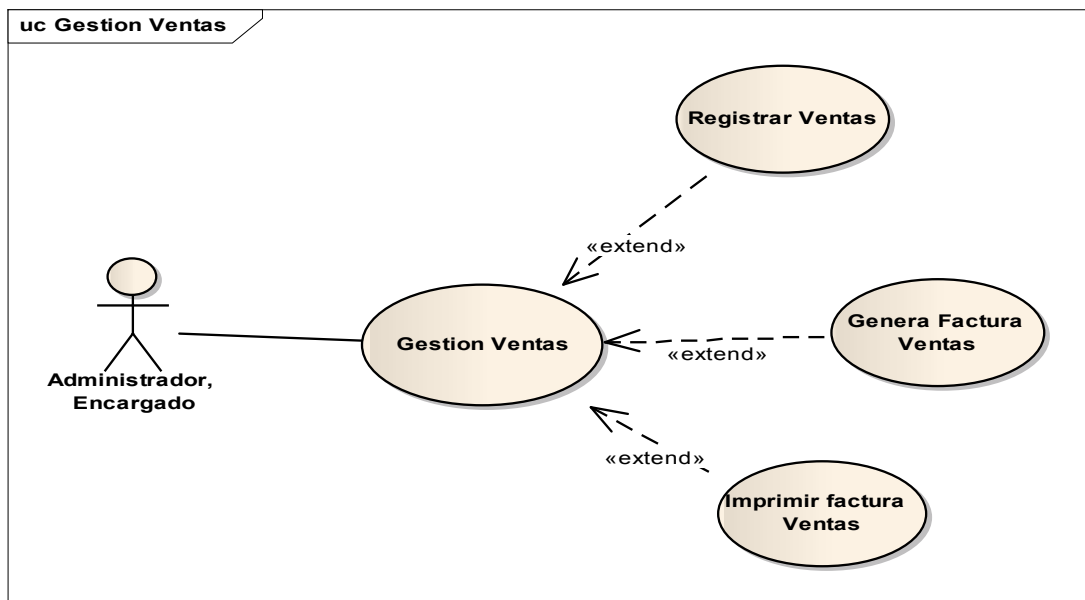 uc Gestion Ventas
Registrar Ventas
«extend»
Genera Factura
Ventas
«extend»
Gestion Ventas
Administrador,
Encargado
«extend»
Imprimir factura
Ventas